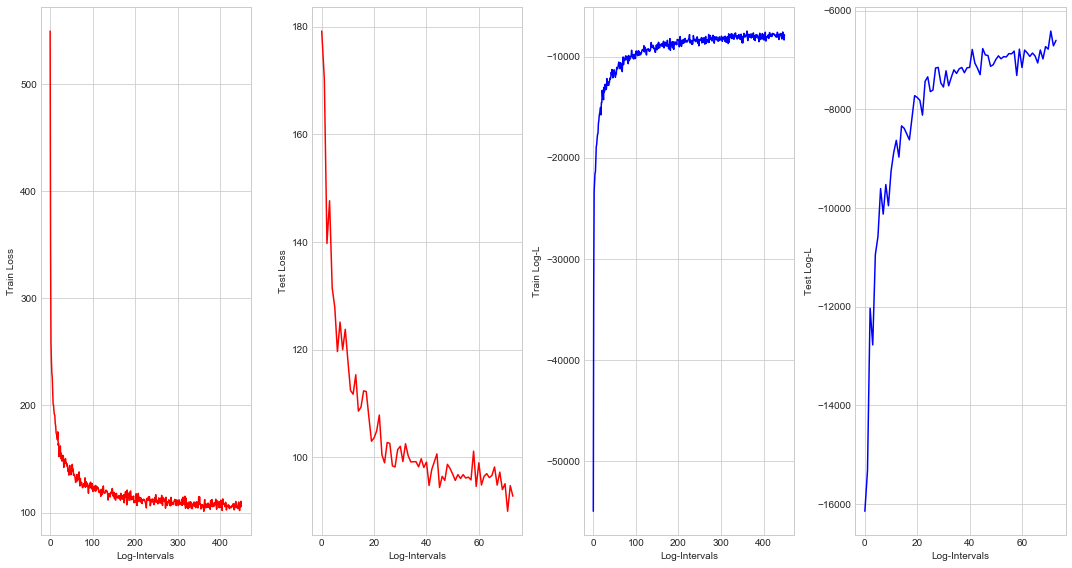 Train Loss
500
400
300
200
100
0 100 200 300 400
Log-Intervals
Test Loss
180
160
140
120
100
0 20 40 60
Log-Intervals
Train Log-L
−10000
−20000
−30000
−40000
−50000
0 100 200 300 400
Log-Intervals
Test Log-L
−6000
−8000
−10000
−12000
−14000
−16000
0 20 40 60
Log-Intervals